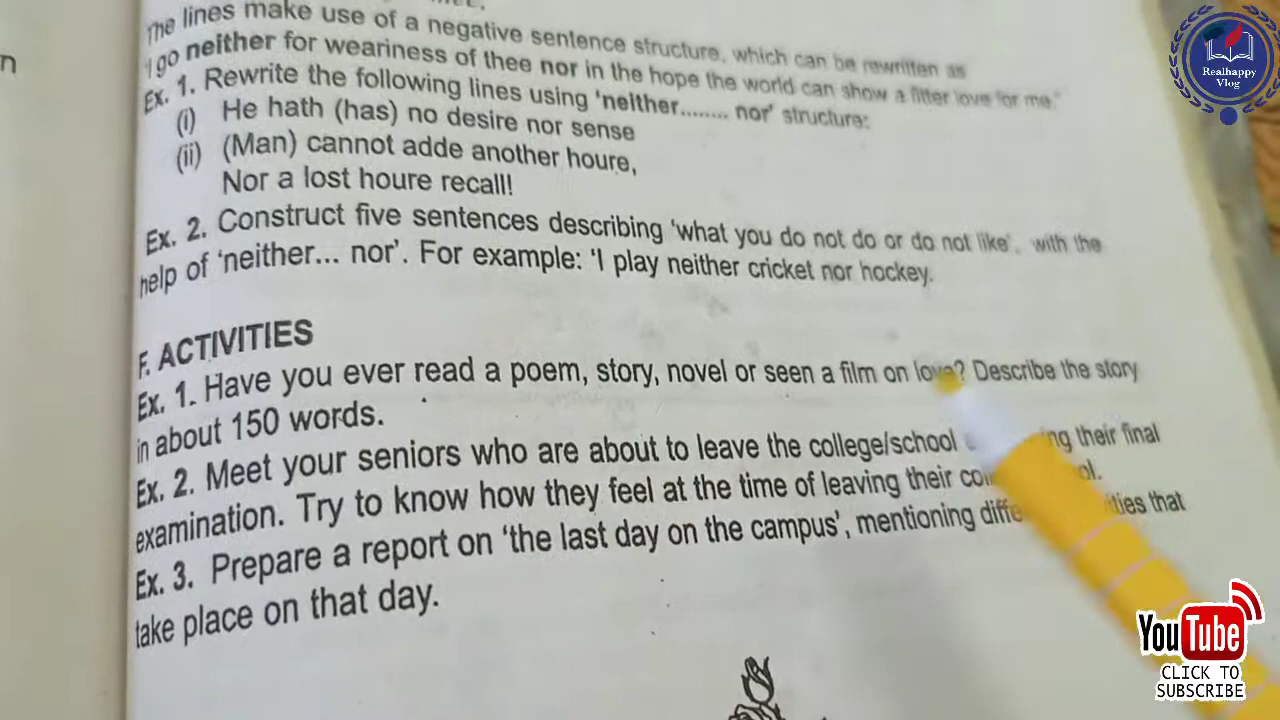 n
The lines make use of a negative sentence structure, which can be rewritten as
'I go neither for weariness of thee nor in the hope the world can show a fitter love for me.'
Ex. 1. Rewrite the following lines using 'neither........ nor' structure:
(i) He hath (has) no desire nor sense
(ii) (Man) cannot adde another houre,
Nor a lost houre recall!
Ex. 2. Construct five sentences describing 'what you do not do or do not like', with the
help of 'neither... nor'. For example: 'I play neither cricket nor hockey.
F. ACTIVITIES
Ex. 1. Have you ever read a poem, story, novel or seen a film on love? Describe the story
in about 150 words.
Ex. 2. Meet your seniors who are about to leave the college/school their final
examination. Try to know how they feel at the time of leaving their
Ex. 3. Prepare a report on 'the last day on the campus', mentioning that
take place on that day.
Realhappy
Vlog
YouTube
CLICK TO
SUBSCRIBE